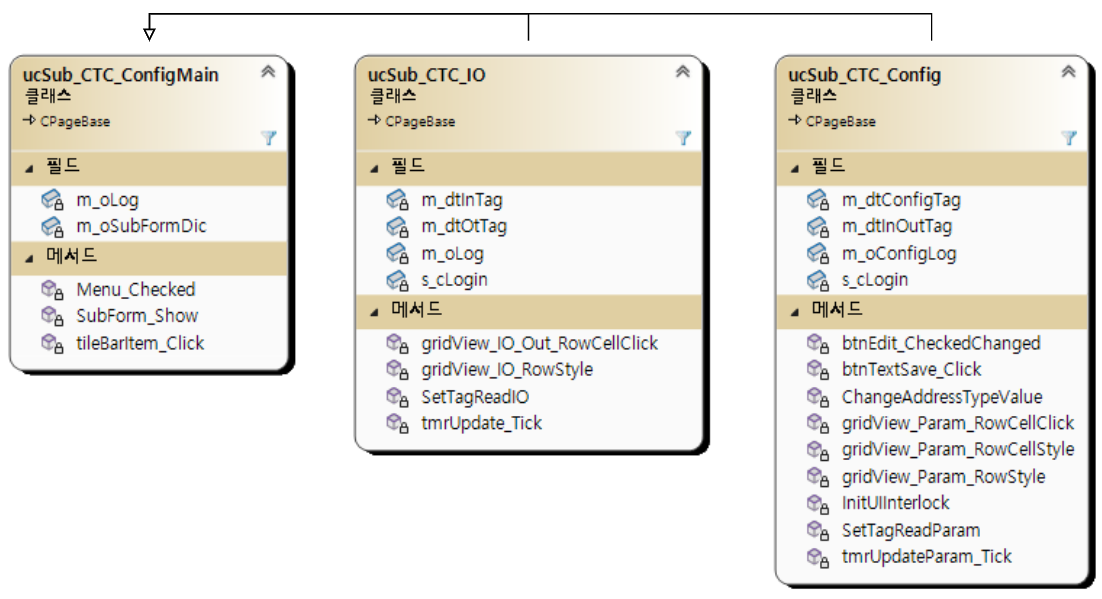 ucSub_CTC_ConfigMain
클래스
CPageBase
필드
m_oLog
m_oSubFormDic
메서드
Menu_Checked
SubForm_Show
tileBarItem_Click
ucSub_CTC_IO
클래스
CPageBase
필드
m_dtInTag
m_dtOtTag
m_oLog
s_cLogin
메서드
gridView_IO_Out_RowCellClick
gridView_IO_RowStyle
SetTagReadIO
tmrUpdate_Tick
ucSub_CTC_Config
클래스
CPageBase
필드
m_dtConfigTag
m_dtInOutTag
m_oConfigLog
s_cLogin
메서드
btnEdit_CheckedChanged
btnTextSave_Click
ChangeAddressTypeValue
gridView_Param_RowCellClick
gridView_Param_RowCellStyle
gridView_Param_RowStyle
InitUIInterlock
SetTagReadParam
tmrUpdateParam_Tick